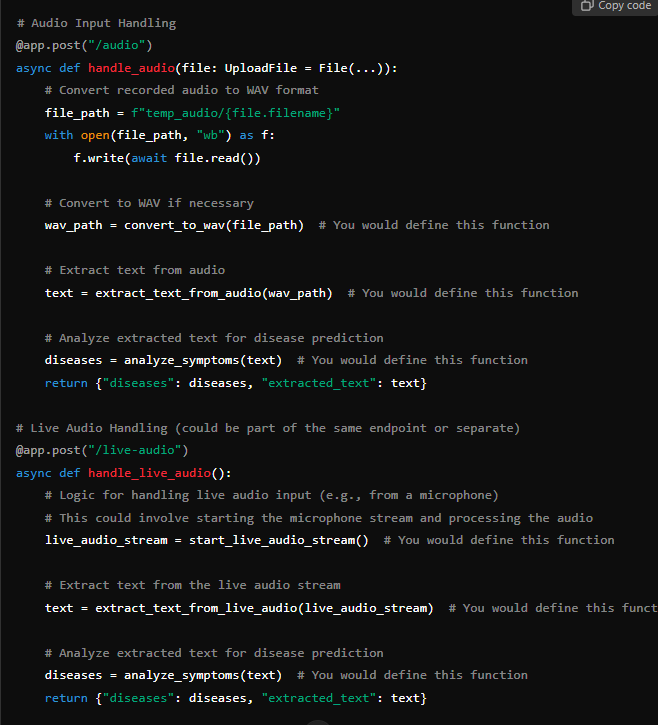 Copy code
# Audio Input Handling
@app.post("/audio")
async def handle_audio(file: UploadFile = File(...)):
    # Convert recorded audio to WAV format
    file_path = f"temp_audio/{file.filename}"
    with open(file_path, "wb") as f:
        f.write(await file.read())

    # Convert to WAV if necessary
    wav_path = convert_to_wav(file_path)  # You would define this function

    # Extract text from audio
    text = extract_text_from_audio(wav_path)  # You would define this function

    # Analyze extracted text for disease prediction
    diseases = analyze_symptoms(text)  # You would define this function
    return {"diseases": diseases, "extracted_text": text}

# Live Audio Handling (could be part of the same endpoint or separate)
@app.post("/live-audio")
async def handle_live_audio():
    # Logic for handling live audio input (e.g., from a microphone)
    # This could involve starting the microphone stream and processing the audio
    live_audio_stream = start_live_audio_stream()  # You would define this function

    # Extract text from the live audio stream
    text = extract_text_from_live_audio(live_audio_stream)  # You would define this funct

    # Analyze extracted text for disease prediction
    diseases = analyze_symptoms(text)  # You would define this function
    return {"diseases": diseases, "extracted_text": text}